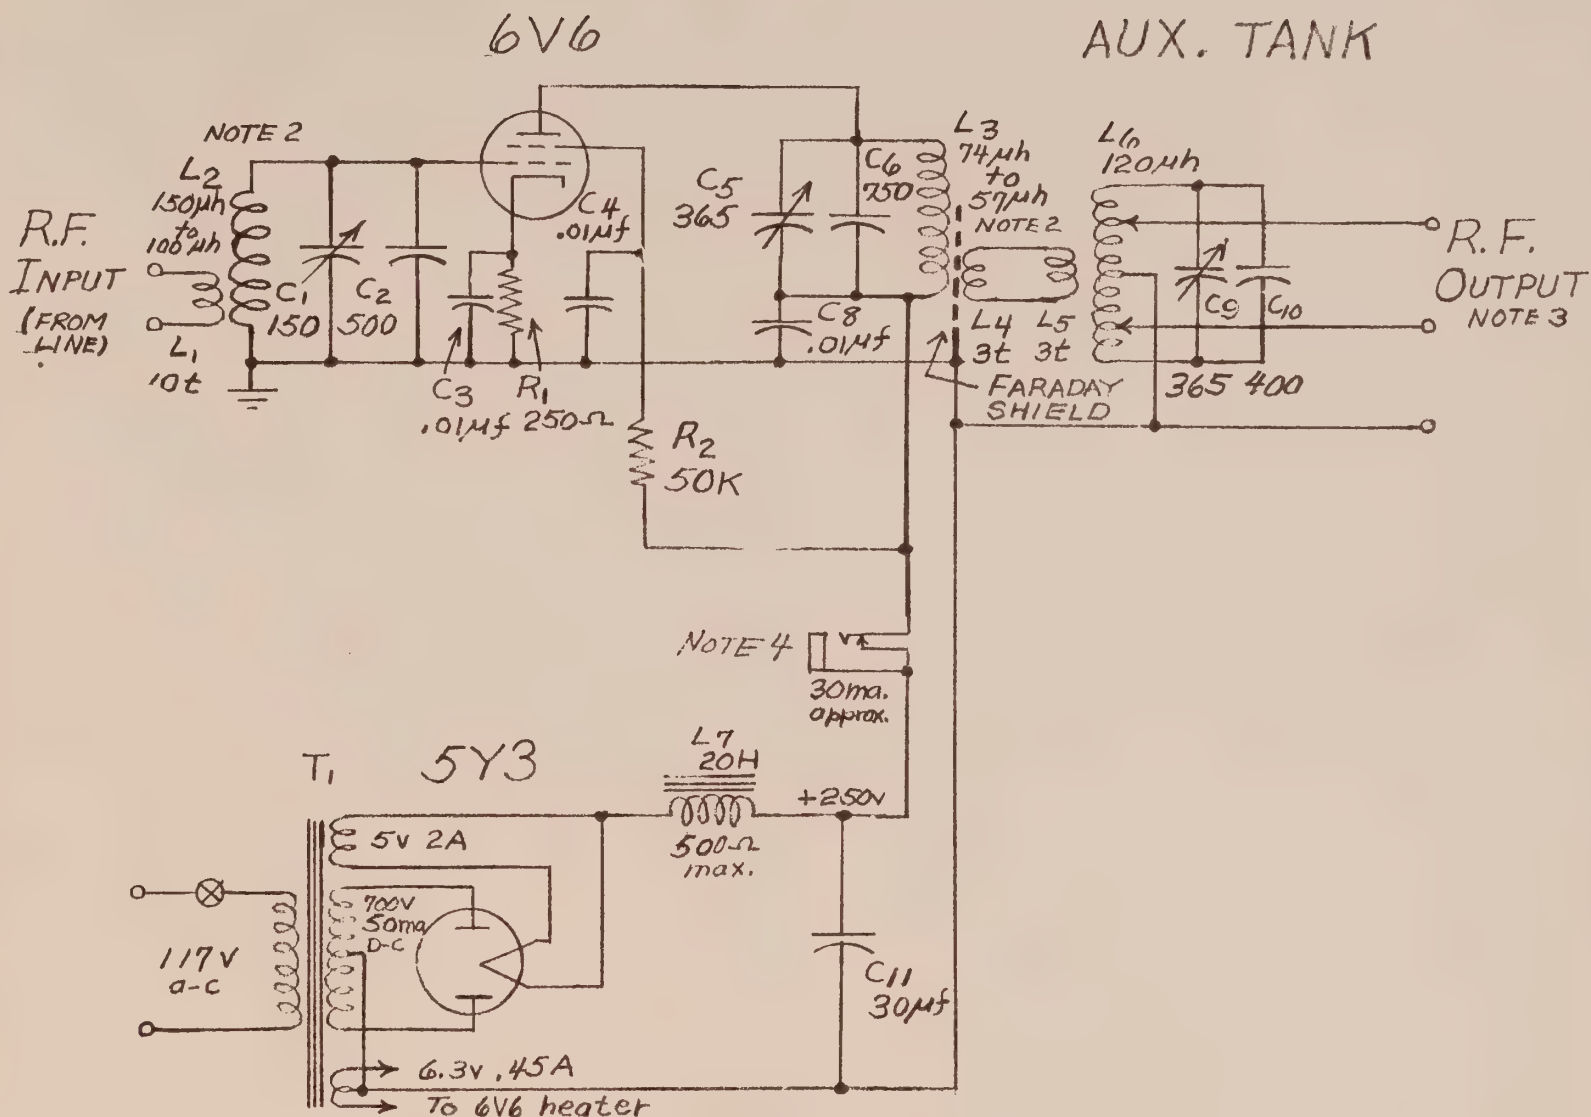 6V6
AUX. TANK
NOTE 2
L2
150μh
to
100μh
R.F.
INPUT
(FROM
LINE)
L1
10t
C1
150
C2
500
C4
.01μf
C3
.01μf
R1
250Ω
C5
365
C6
750
L3
74μh
to
57μh
NOTE 2
C8
.01μf
L4
3t
L5
3t
FARADAY
SHIELD
L6
120μh
C9
365
C10
400
R.F.
OUTPUT
NOTE 3
R2
50K
NOTE 4
30ma.
approx.
T1
5Y3
L7
20H
500Ω
max.
+250v
5v 2A
700V
50ma
D-C
117V
a-c
C11
30μf
6.3v .45A
To 6V6 heater